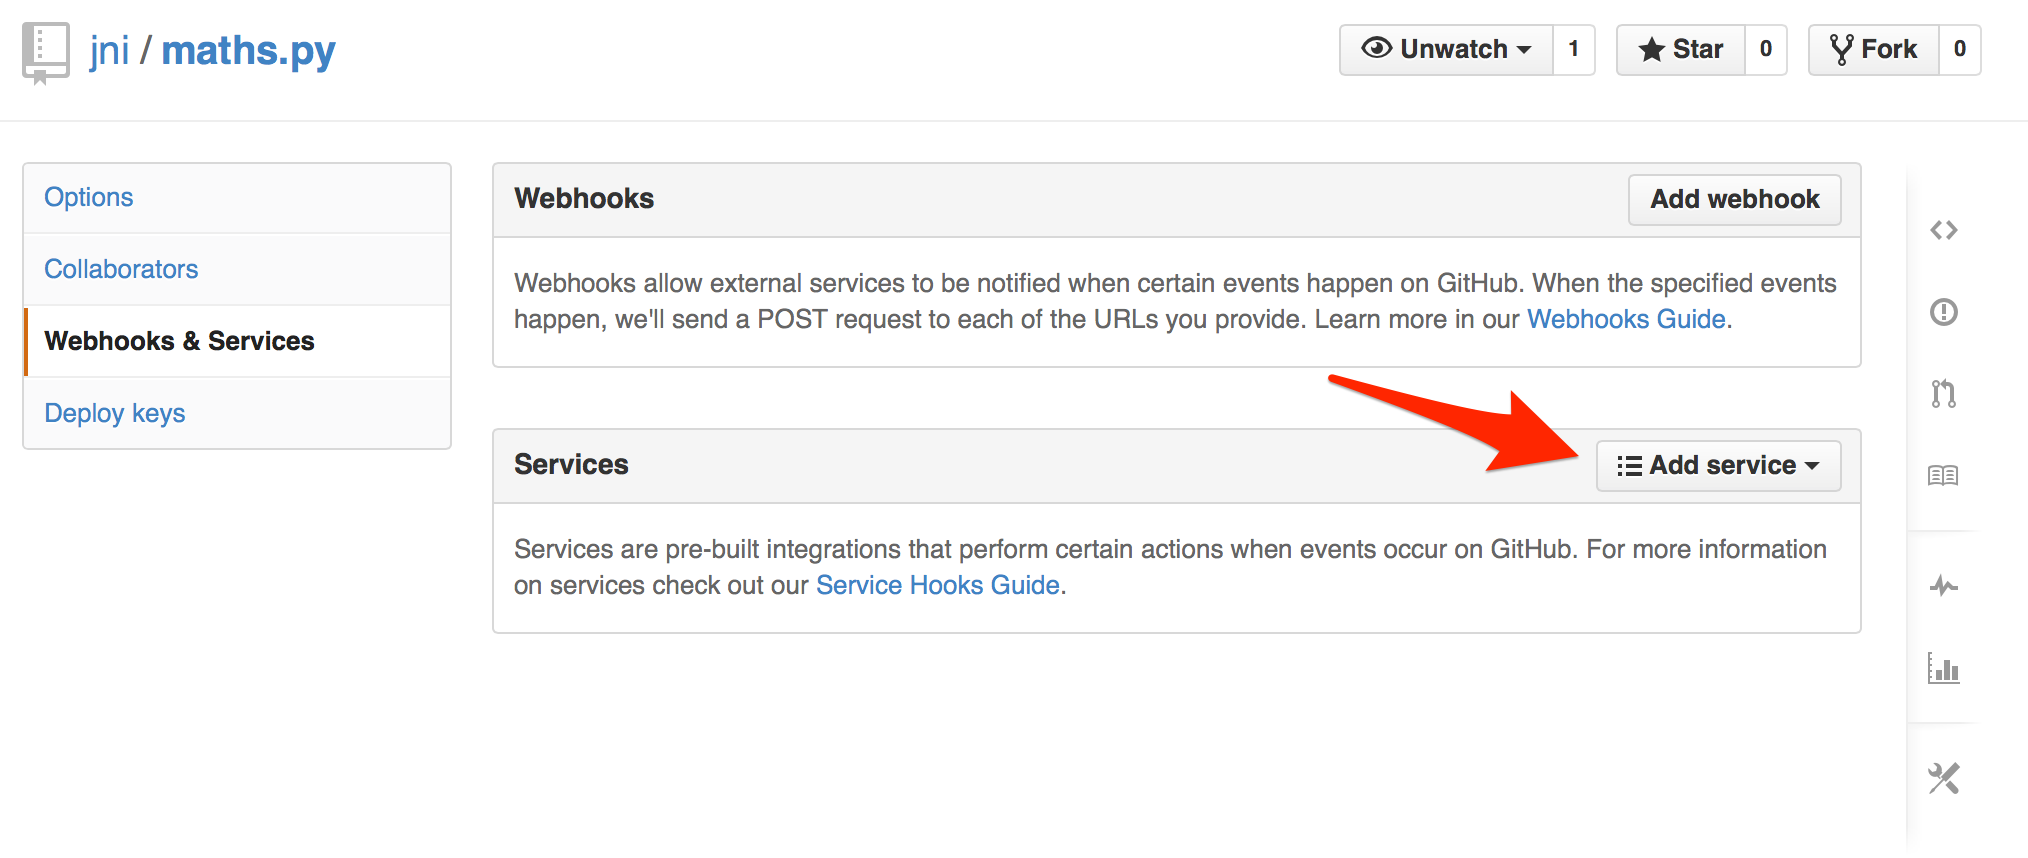 jni / maths.py
Unwatch 1
Star 0
Fork 0
Options
Collaborators
Webhooks & Services
Deploy keys
Webhooks
Add webhook
Webhooks allow external services to be notified when certain events happen on GitHub. When the specified events
happen, we'll send a POST request to each of the URLs you provide. Learn more in our Webhooks Guide.
Services
Add service
Services are pre-built integrations that perform certain actions when events occur on GitHub. For more information
on services check out our Service Hooks Guide.